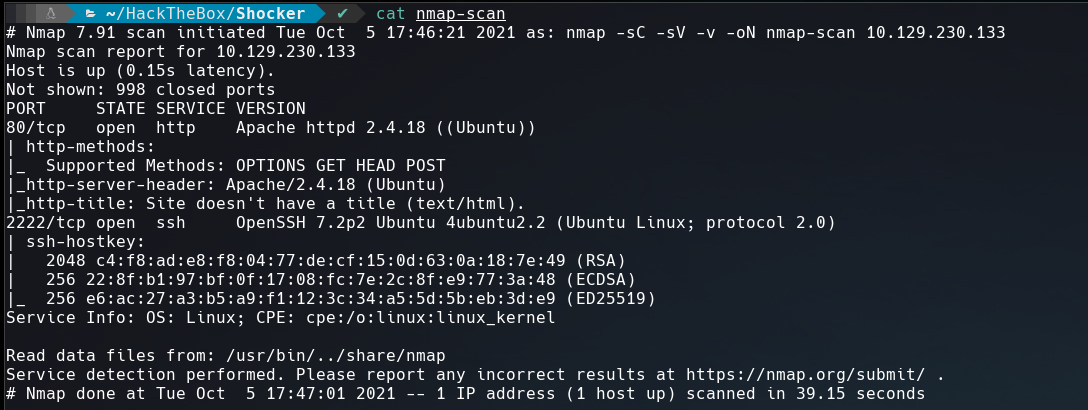 ~/HackTheBox/Shocker ✔ cat nmap-scan
# Nmap 7.91 scan initiated Tue Oct  5 17:46:21 2021 as: nmap -sC -sV -v -oN nmap-scan 10.129.230.133
Nmap scan report for 10.129.230.133
Host is up (0.15s latency).
Not shown: 998 closed ports
PORT     STATE SERVICE VERSION
80/tcp   open  http    Apache httpd 2.4.18 ((Ubuntu))
| http-methods:
|_  Supported Methods: OPTIONS GET HEAD POST
|_http-server-header: Apache/2.4.18 (Ubuntu)
|_http-title: Site doesn't have a title (text/html).
2222/tcp open  ssh     OpenSSH 7.2p2 Ubuntu 4ubuntu2.2 (Ubuntu Linux; protocol 2.0)
| ssh-hostkey:
|   2048 c4:f8:ad:e8:f8:04:77:de:cf:15:0d:63:0a:18:7e:49 (RSA)
|   256 22:8f:b1:97:bf:0f:17:08:fc:7e:2c:8f:e9:77:3a:48 (ECDSA)
|_  256 e6:ac:27:a3:b5:a9:f1:12:3c:34:a5:5d:5b:eb:3d:e9 (ED25519)
Service Info: OS: Linux; CPE: cpe:/o:linux:linux_kernel

Read data files from: /usr/bin/../share/nmap
Service detection performed. Please report any incorrect results at https://nmap.org/submit/ .
# Nmap done at Tue Oct  5 17:47:01 2021 -- 1 IP address (1 host up) scanned in 39.15 seconds